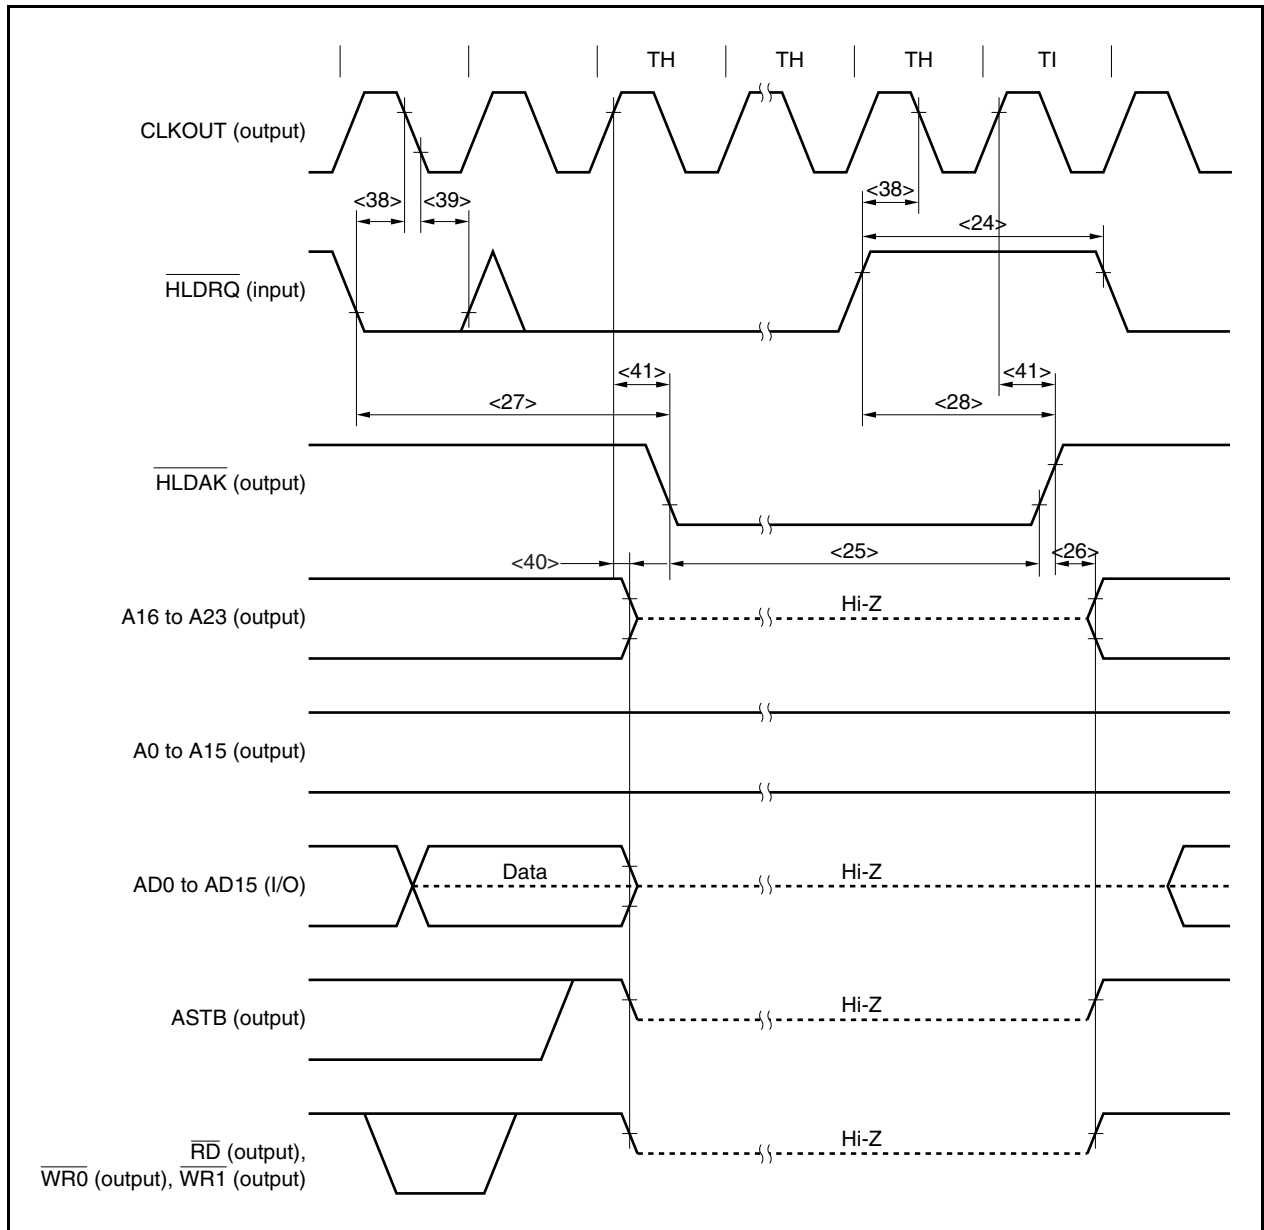 TH TH TH TI
CLKOUT (output)
<38> <39> <38>
<24>
HLDRQ (input)
<41> <41>
<27> <28>
HLDAK (output)
<40> <25> <26>
A16 to A23 (output) Hi-Z
A0 to A15 (output)
AD0 to AD15 (I/O) Data Hi-Z
ASTB (output) Hi-Z
RD (output), Hi-Z
WR0 (output), WR1 (output)